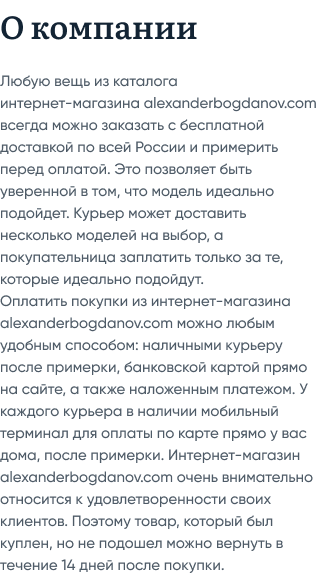 О компании
Любую вещь из каталога
интернет-магазина alexanderbogdanov.com
всегда можно заказать с бесплатной
доставкой по всей России и примерить
перед оплатой. Это позволяет быть
уверенной в том, что модель идеально
подойдет. Курьер может доставить
несколько моделей на выбор, а
покупательница заплатить только за те,
которые идеально подойдут.
Оплатить покупки из интернет-магазина
alexanderbogdanov.com можно любым
удобным способом: наличными курьеру
после примерки, банковской картой прямо
на сайте, а также наложенным платежом. У
каждого курьера в наличии мобильный
терминал для оплаты по карте прямо у вас
дома, после примерки. Интернет-магазин
alexanderbogdanov.com очень внимательно
относится к удовлетворенности своих
клиентов. Поэтому товар, который был
куплен, но не подошел можно вернуть в
течение 14 дней после покупки.